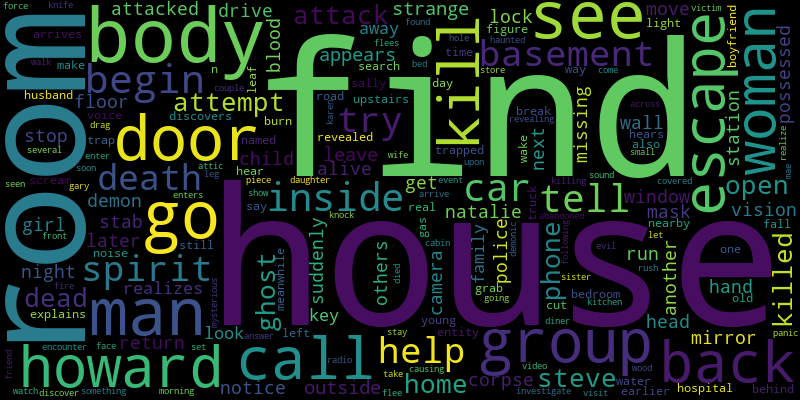 force
knife
attacked
drive
attack
strange
lock
see
move
victim
arrives
walk
make
body
blood
appears
away
found
flees
figure
hole
haunted
time
light
boyfriend
room
begin
n
couple
leaf
search
bed
day
basement
store
way
come
escape
woman
possessed
husband
floor
voice
discovers
attempt
find
sally
road
upstairs
karen
kill
break
revealing
missing
across
station
realize
stop
several
drag
trap
door
burn
revealed
try
trapped
wake
next
wall
hears
also
small
seen
scream
enter
soon
attic
leg
named
child
hear
leave
alive
wife
upon
death
gary
demon
enters
piece
daughter
inside
show
event
arrive
get
car
killing
sound
covered
tell
open
mae
girl
front
stab
go
say
knock
real
natalie
truck
abandoned
window
mask
vision
later
noise
still
suddenly
others
gas
cabin
family
police
demonic
phone
following
evil
let
nearby
fall
night
spirit
mysterious
ghost
meanwhile
died
camera
run
rush
another
one
killed
dead
fire
realizes
house
grab
going
sister
bedroom
hand
old
explains
man
key
young
cut
kitchen
head
return
look
left
stay
entity
diner
group
mirror
panic
friend
encounter
face
set
answer
call
radio
help
back
howard
notice
outside
take
causing
home
video
corpse
steve
wood
water
hospital
behind
watch
discover
something
morning
flee
investigate
visit
earlier